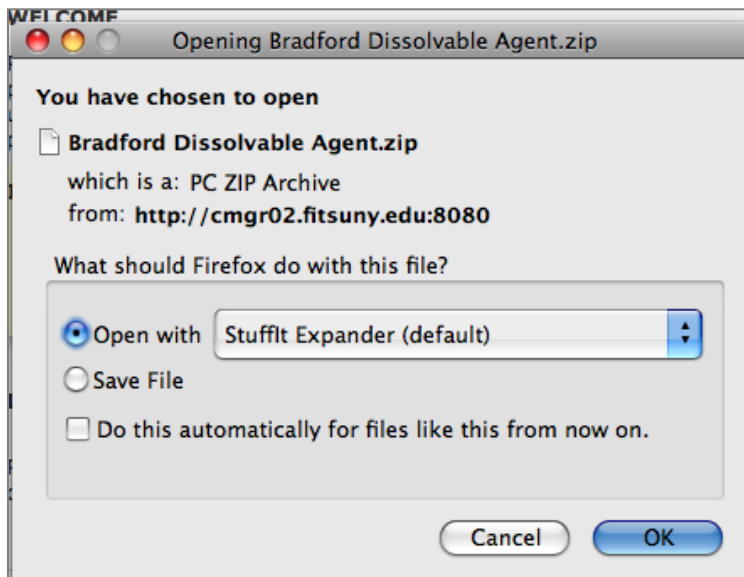 WELCOME
Opening Bradford Dissolvable Agent.zip
You have chosen to open
Bradford Dissolvable Agent.zip
which is a: PC ZIP Archive
from: http://cmgr02.fitsuny.edu:8080
What should Firefox do with this file?
Open with StuffIt Expander (default)
Save File
Do this automatically for files like this from now on.
Cancel OK